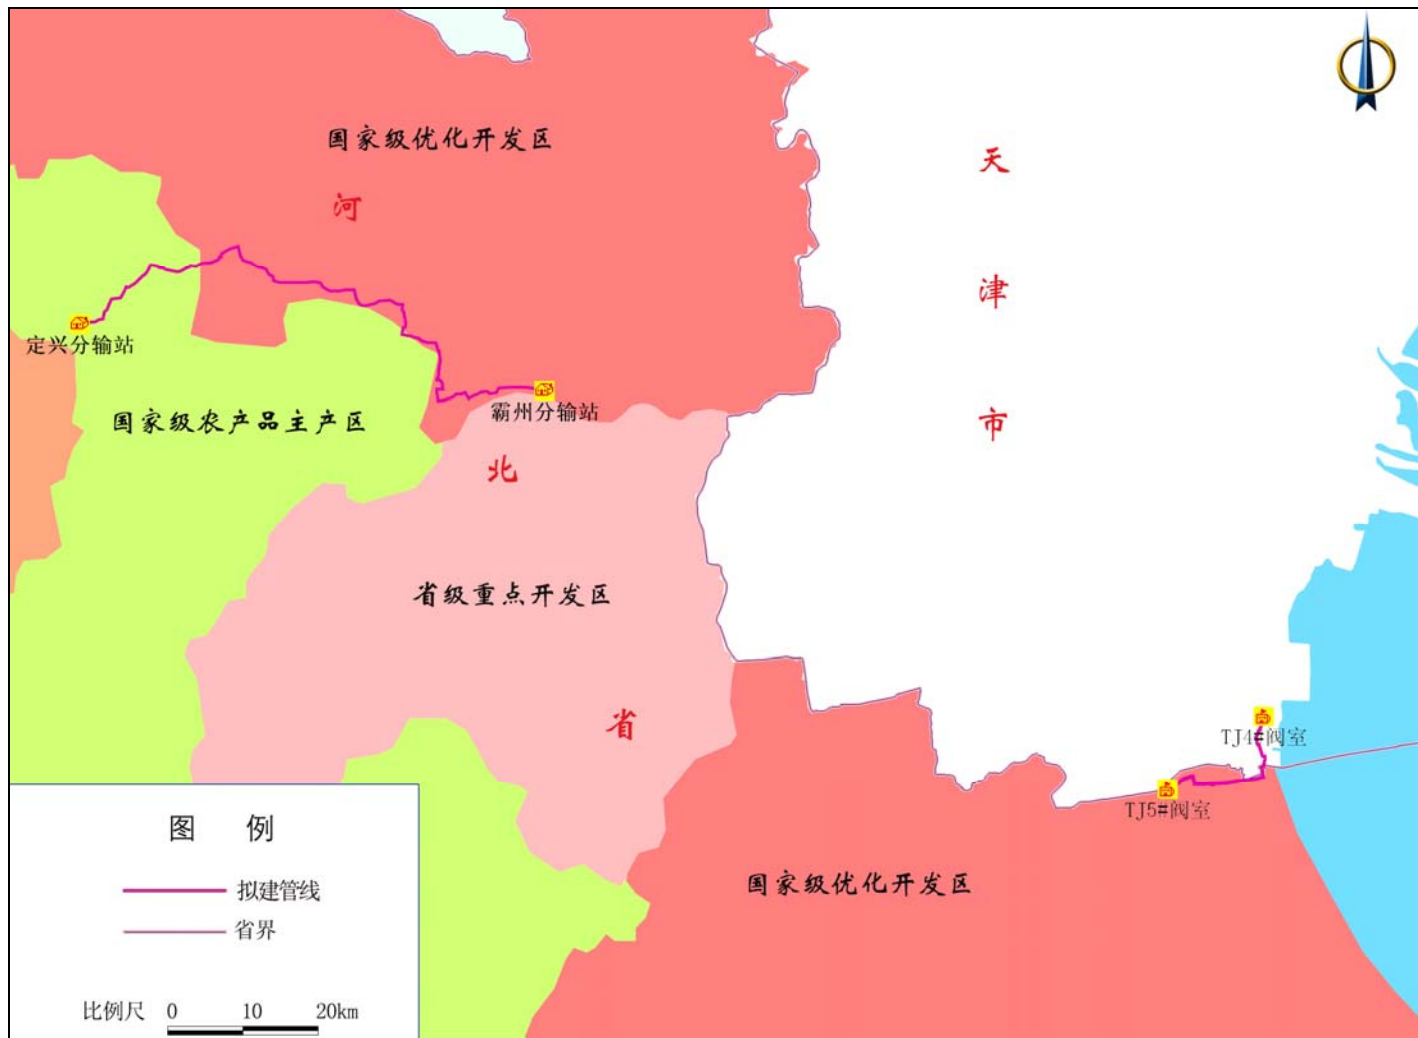 国家级优化开发区
河
天
津
市
定兴分输站
霸州分输站
国家级农产品主产区
北
省级重点开发区
省
TJ4#阀室
TJ5#阀室
国家级优化开发区
图 例
拟建管线
省界
比例尺 0 10 20km